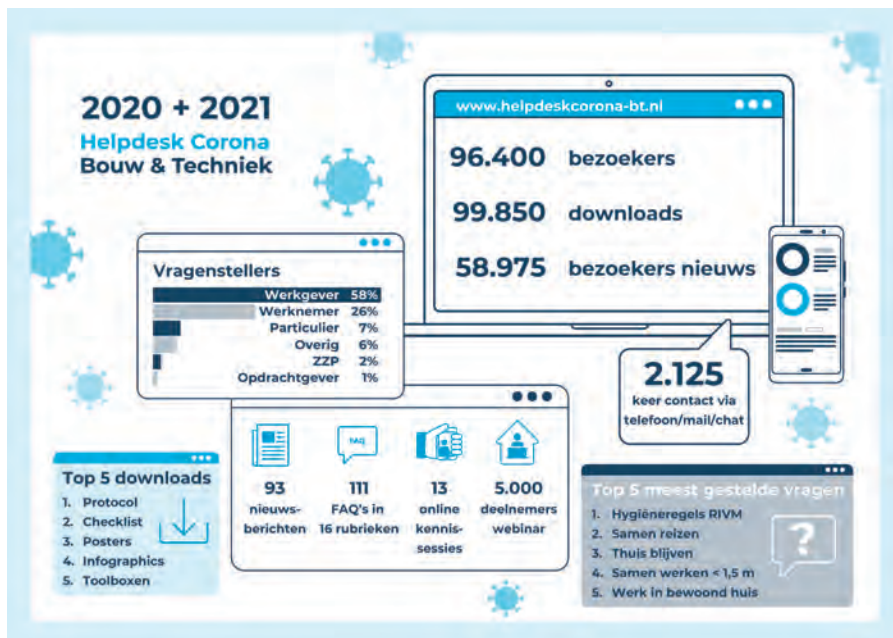 2020 + 2021
Helpdesk Corona
Bouw & Techniek
www.helpdeskcorona-bt.nl
96.400 bezoekers
99.850 downloads
58.975 bezoekers nieuws
2.125
keer contact via
telefoon/mail/chat
Vragenstellers
Werkgever 58%
Werknemer 26%
Particulier 7%
Overig 6%
ZZP 2%
Opdrachtgever 1%
93
nieuws-
berichten
FAQ
111
FAQ's in
16 rubrieken
13
online
kennis-
sessies
5.000
deelnemers
webinar
Top 5 downloads
1. Protocol
2. Checklist
3. Posters
4. Infographics
5. Toolboxen
Top 5 meest gestelde vragen
1. Hygiëneregels RIVM
2. Samen reizen
3. Thuis blijven
4. Samen werken < 1,5 m
5. Werk in bewoond huis
?